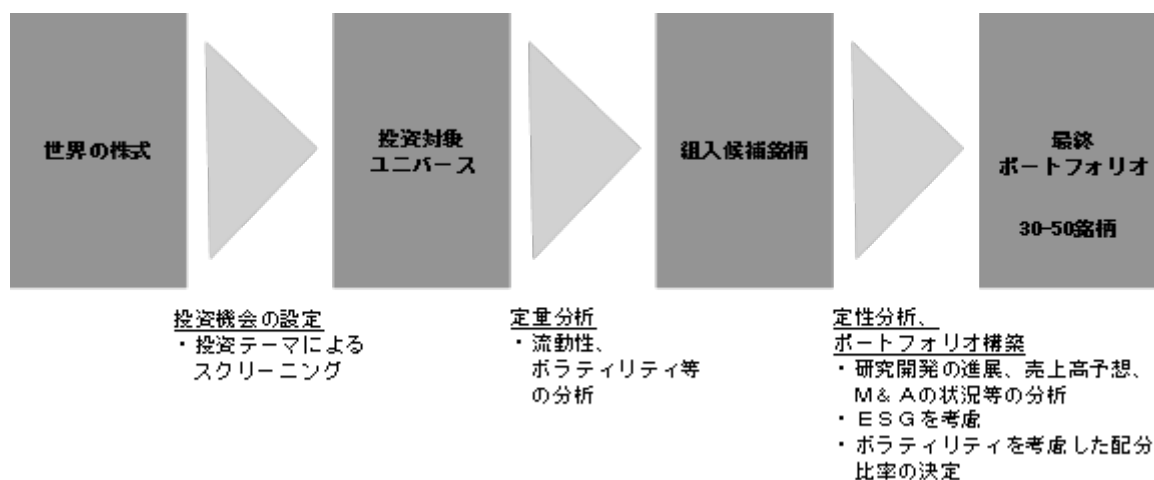 世界の株式
投資対象
ユニバース
組入候補銘柄
最終
ポートフォリオ
30-50銘柄
投資機会の設定
・投資テーマによる
スクリーニング
定量分析
・流動性、
ボラティリティ等
の分析
定性分析、
ポートフォリオ構築
・研究開発の進展、売上高予想、
M&Aの状況等の分析
・ESGを考慮
・ボラティリティを考慮した配分
比率の決定